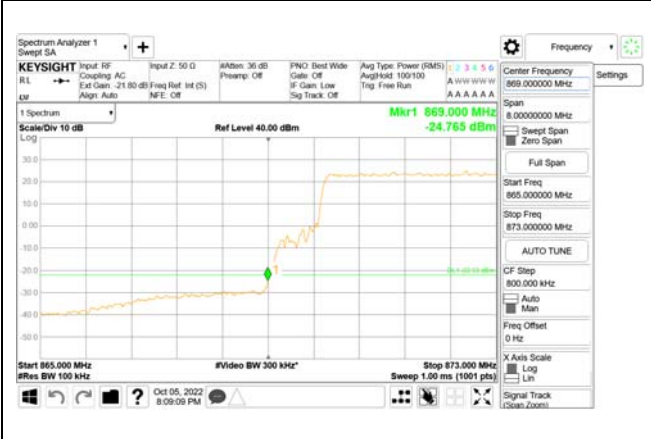 Spectrum Analyzer 1
Swept SA
Frequency
KEYSIGHT
RL
Input: RF
Coupling: AC
Ext Gain: -21.80 dB
Align: Auto
Input Z: 50 Ω
Freq Ref: Int (S)
NFE: Off
#Atten: 36 dB
Preamp: Off
PNO: Best Wide
Gate: Off
IF Gain: Low
Sig Track: Off
Avg Type: Power (RMS)
Avg|Hold: 100/100
Trig: Free Run
1 2 3 4 5 6
A W W W W W
A A A A A A
1 Spectrum
Scale/Div 10 dB
Ref Level 40.00 dBm
Mkr1 869.000 MHz
-24.765 dBm
Log
30.0
20.0
10.0
0.00
-10.0
-20.0
-30.0
-40.0
-50.0
1
Start 865.000 MHz
#Res BW 100 kHz
#Video BW 300 kHz*
Stop 873.000 MHz
Sweep 1.00 ms (1001 pts)
?
Oct 05, 2022
8:09:09 PM
Center Frequency
869.000000 MHz
Settings
Span
8.00000000 MHz
Swept Span
Zero Span
Full Span
Start Freq
865.000000 MHz
Stop Freq
873.000000 MHz
AUTO TUNE
CF Step
800.000 kHz
Auto
Man
Freq Offset
0 Hz
X Axis Scale
Log
Lin
Signal Track
(Span Zoom)